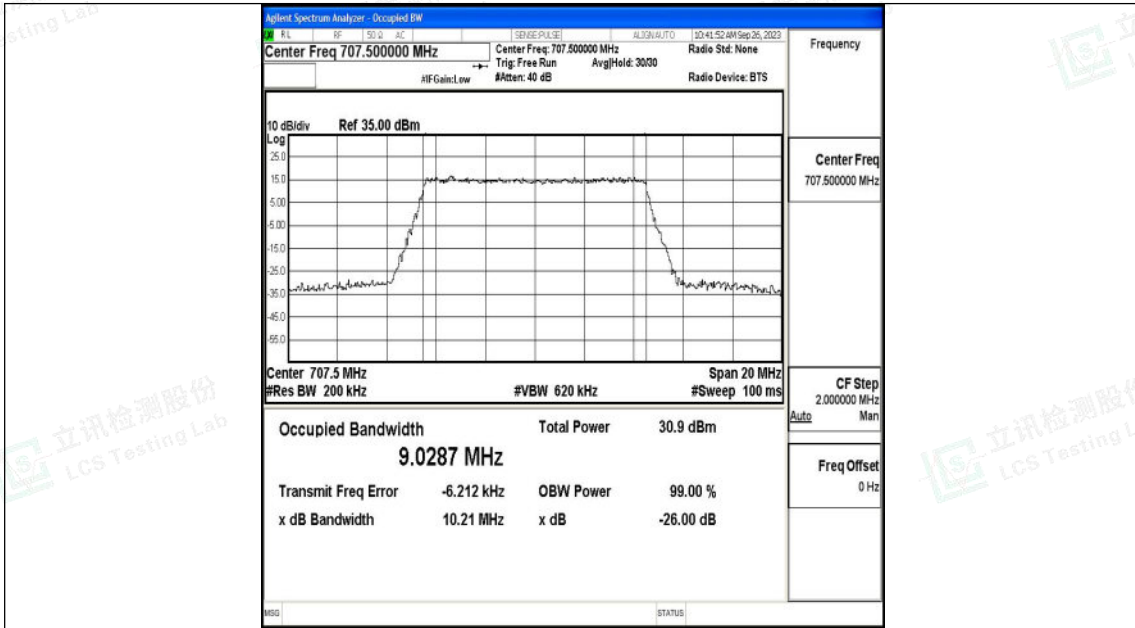 Agilent Spectrum Analyzer - Occupied BW
RL RF 50 Ω AC SENSE:PULSE ALIGNAUTO 10:41:52 AM Sep 26, 2023
Center Freq 707.500000 MHz
Center Freq: 707.500000 MHz
Radio Std: None
Trig: Free Run Avg|Hold: 30/30
#IFGain:Low
#Atten: 40 dB
Radio Device: BTS
Frequency
10 dB/div Ref 35.00 dBm
Log
25.0
15.0
5.00
-5.00
-15.0
-25.0
-35.0
-45.0
-55.0
Center 707.5 MHz Span 20 MHz
#Res BW 200 kHz #VBW 620 kHz #Sweep 100 ms
Occupied Bandwidth Total Power 30.9 dBm
9.0287 MHz
Transmit Freq Error -6.212 kHz OBW Power 99.00 %
x dB Bandwidth 10.21 MHz x dB -26.00 dB
Center Freq
707.500000 MHz
CF Step
2.000000 MHz
Auto Man
Freq Offset
0 Hz
MSG STATUS
立讯检测股份
LCS Testing Lab
立讯检测股份
LCS Testing L
sting Lab